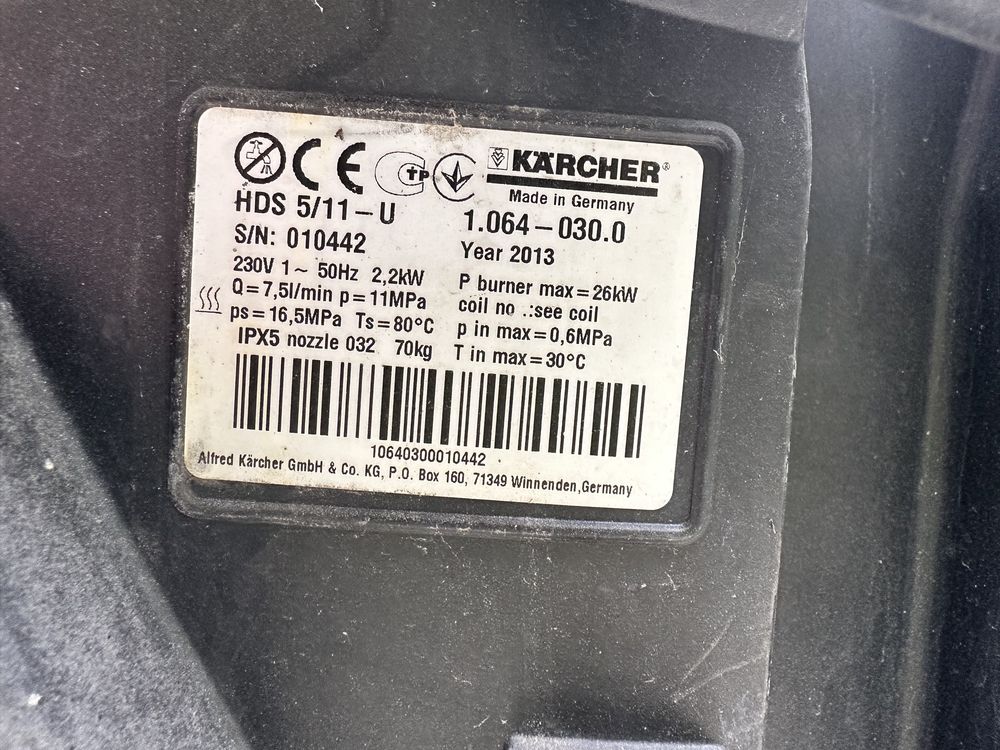 CE
TP
KÄRCHER®
Made in Germany
HDS 5/11-U 1.064-030.0
S/N: 010442 Year 2013
230V 1~ 50Hz 2,2kW P burner max=26kW
Q=7,5l/min p=11MPa coil no .:see coil
ps=16,5MPa Ts=80°C p in max=0,6MPa
IPX5 nozzle 032 70kg T in max=30°C
10640300010442
Alfred Kärcher GmbH & Co. KG, P.O. Box 160, 71349 Winnenden,Germany